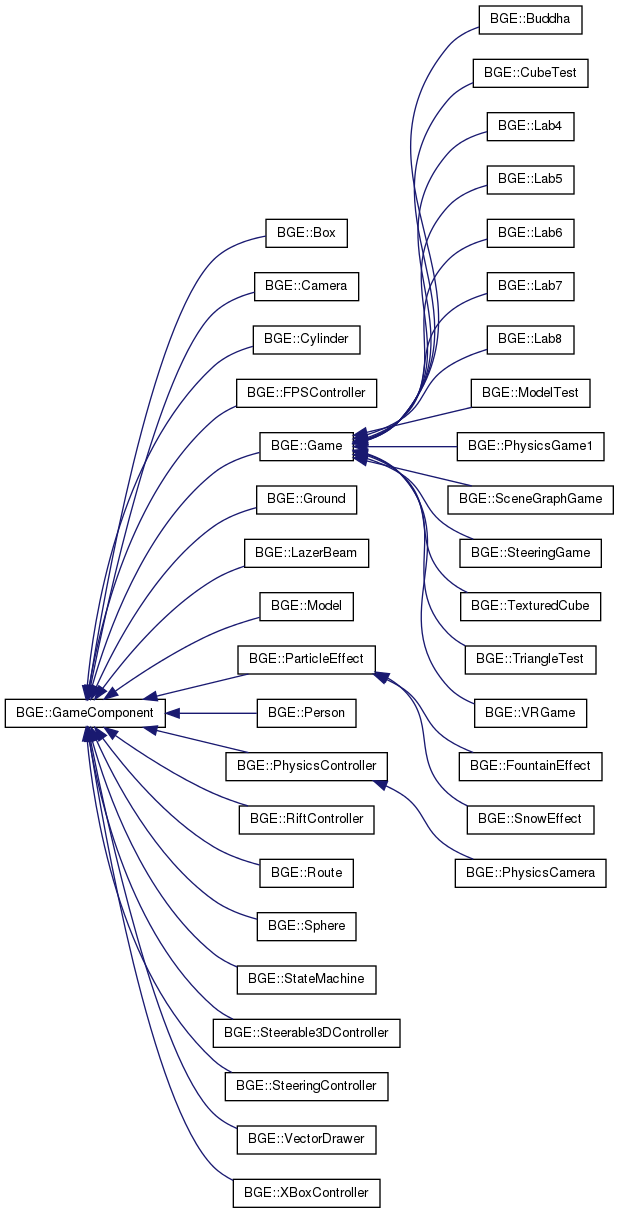 BGE::Buddha
BGE::CubeTest
BGE::Lab4
BGE::Lab5
BGE::Box
BGE::Lab6
BGE::Camera
BGE::Lab7
BGE::Cylinder
BGE::Lab8
BGE::FPSController
BGE::ModelTest
BGE::Game
BGE::PhysicsGame1
BGE::Ground
BGE::SceneGraphGame
BGE::LazerBeam
BGE::SteeringGame
BGE::Model
BGE::TexturedCube
BGE::ParticleEffect
BGE::TriangleTest
BGE::GameComponent
BGE::Person
BGE::VRGame
BGE::PhysicsController
BGE::FountainEffect
BGE::RiftController
BGE::SnowEffect
BGE::Route
BGE::PhysicsCamera
BGE::Sphere
BGE::StateMachine
BGE::Steerable3DController
BGE::SteeringController
BGE::VectorDrawer
BGE::XBoxController